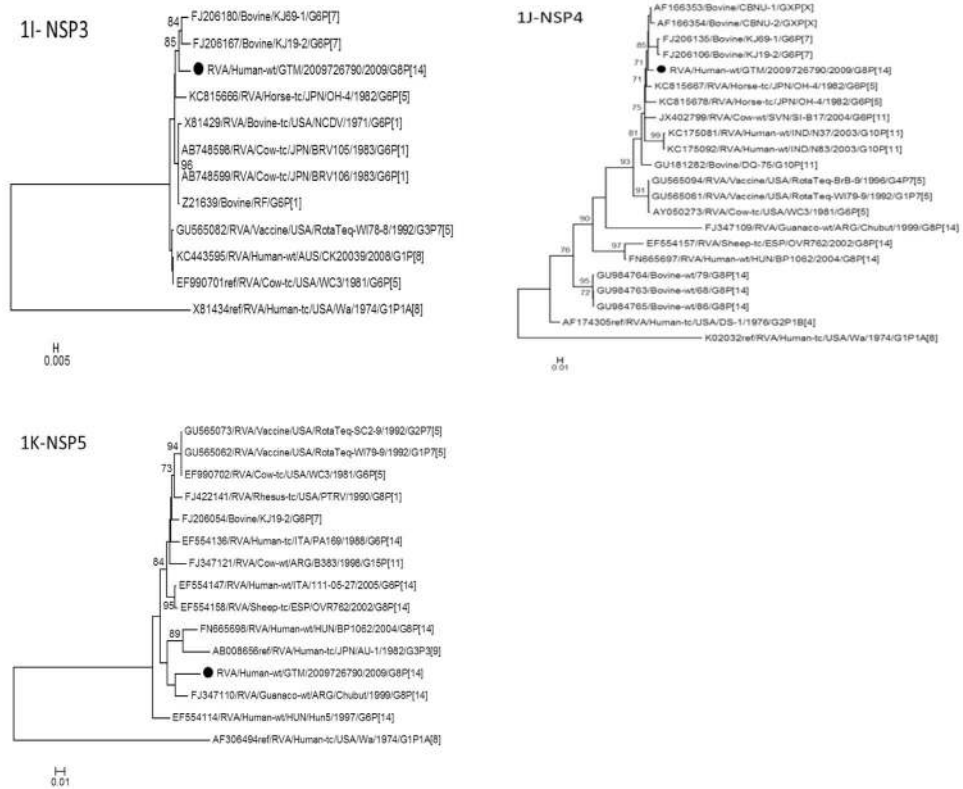 1I- NSP3
84
FJ206180/Bovine/KJ69-1/G6P[7]
85
FJ206167/Bovine/KJ19-2/G6P[7]
RVA/Human-wt/GTM/2009726790/2009/G8P[14]
KC815666/RVA/Horse-tc/JPN/OH-4/1982/G6P[5]
X81429/RVA/Bovine-tc/USA/NCDV/1971/G6P[1]
AB748598/RVA/Cow-tc/JPN/BRV105/1983/G6P[1]
96
AB748599/RVA/Cow-tc/JPN/BRV106/1983/G6P[1]
Z21639/Bovine/RF/G6P[1]
GU565082/RVA/Vaccine/USA/RotaTeq-WI78-8/1992/G3P7[5]
KC443595/RVA/Human-wt/AUS/CK20039/2008/G1P[8]
EF990701ref/RVA/Cow-tc/USA/WC3/1981/G6P[5]
X81434ref/RVA/Human-tc/USA/Wa/1974/G1P1A[8]
0.005
1J-NSP4
AF166353/Bovine/CBNU-1/GXP[X]
AF166354/Bovine/CBNU-2/GXP[X]
85
FJ206135/Bovine/KJ69-1/G6P[7]
FJ206106/Bovine/KJ19-2/G6P[7]
71
RVA/Human-wt/GTM/2009726790/2009/G8P[14]
71
KC815667/RVA/Horse-tc/JPN/OH-4/1982/G6P[5]
KC815678/RVA/Horse-tc/JPN/OH-4/1982/G6P[5]
75
JX402799/RVA/Cow-wt/SVN/SI-B17/2004/G6P[11]
81
99
KC175081/RVA/Human-wt/IND/N37/2003/G10P[11]
KC175092/RVA/Human-wt/IND/N83/2003/G10P[11]
93
GU181282/Bovine/DQ-75/G10P[11]
GU565094/RVA/Vaccine/USA/RotaTeq-BrB-9/1996/G4P7[5]
91
GU565061/RVA/Vaccine/USA/RotaTeq-WI79-9/1992/G1P7[5]
AY050273/RVA/Cow-tc/USA/WC3/1981/G6P[5]
90
FJ347109/RVA/Guanaco-wt/ARG/Chubut/1999/G8P[14]
97
EF554157/RVA/Sheep-tc/ESP/OVR762/2002/G8P[14]
76
FN665697/RVA/Human-wt/HUN/BP1062/2004/G8P[14]
95
GU984764/Bovine-wt/79/G8P[14]
72
GU984763/Bovine-wt/68/G8P[14]
GU984765/Bovine-wt/86/G8P[14]
AF174305ref/RVA/Human-tc/USA/DS-1/1976/G2P1B[4]
K02032ref/RVA/Human-tc/USA/Wa/1974/G1P1A[8]
0.01
1K-NSP5
GU565073/RVA/Vaccine/USA/RotaTeq-SC2-9/1992/G2P7[5]
94
GU565062/RVA/Vaccine/USA/RotaTeq-WI79-9/1992/G1P7[5]
73
EF990702/RVA/Cow-tc/USA/WC3/1981/G6P[5]
FJ422141/RVA/Rhesus-tc/USA/PTRV/1990/G8P[1]
FJ206054/Bovine/KJ19-2/G6P[7]
EF554136/RVA/Human-tc/ITA/PA169/1988/G6P[14]
84
FJ347121/RVA/Cow-wt/ARG/B383/1998/G15P[11]
EF554147/RVA/Human-wt/ITA/111-05-27/2005/G6P[14]
95
EF554158/RVA/Sheep-tc/ESP/OVR762/2002/G8P[14]
FN665698/RVA/Human-wt/HUN/BP1062/2004/G8P[14]
89
AB008656ref/RVA/Human-tc/JPN/AU-1/1982/G3P3[9]
RVA/Human-wt/GTM/2009726790/2009/G8P[14]
FJ347110/RVA/Guanaco-wt/ARG/Chubut/1999/G8P[14]
EF554114/RVA/Human-wt/HUN/Hun5/1997/G6P[14]
AF306494ref/RVA/Human-tc/USA/Wa/1974/G1P1A[8]
0.01